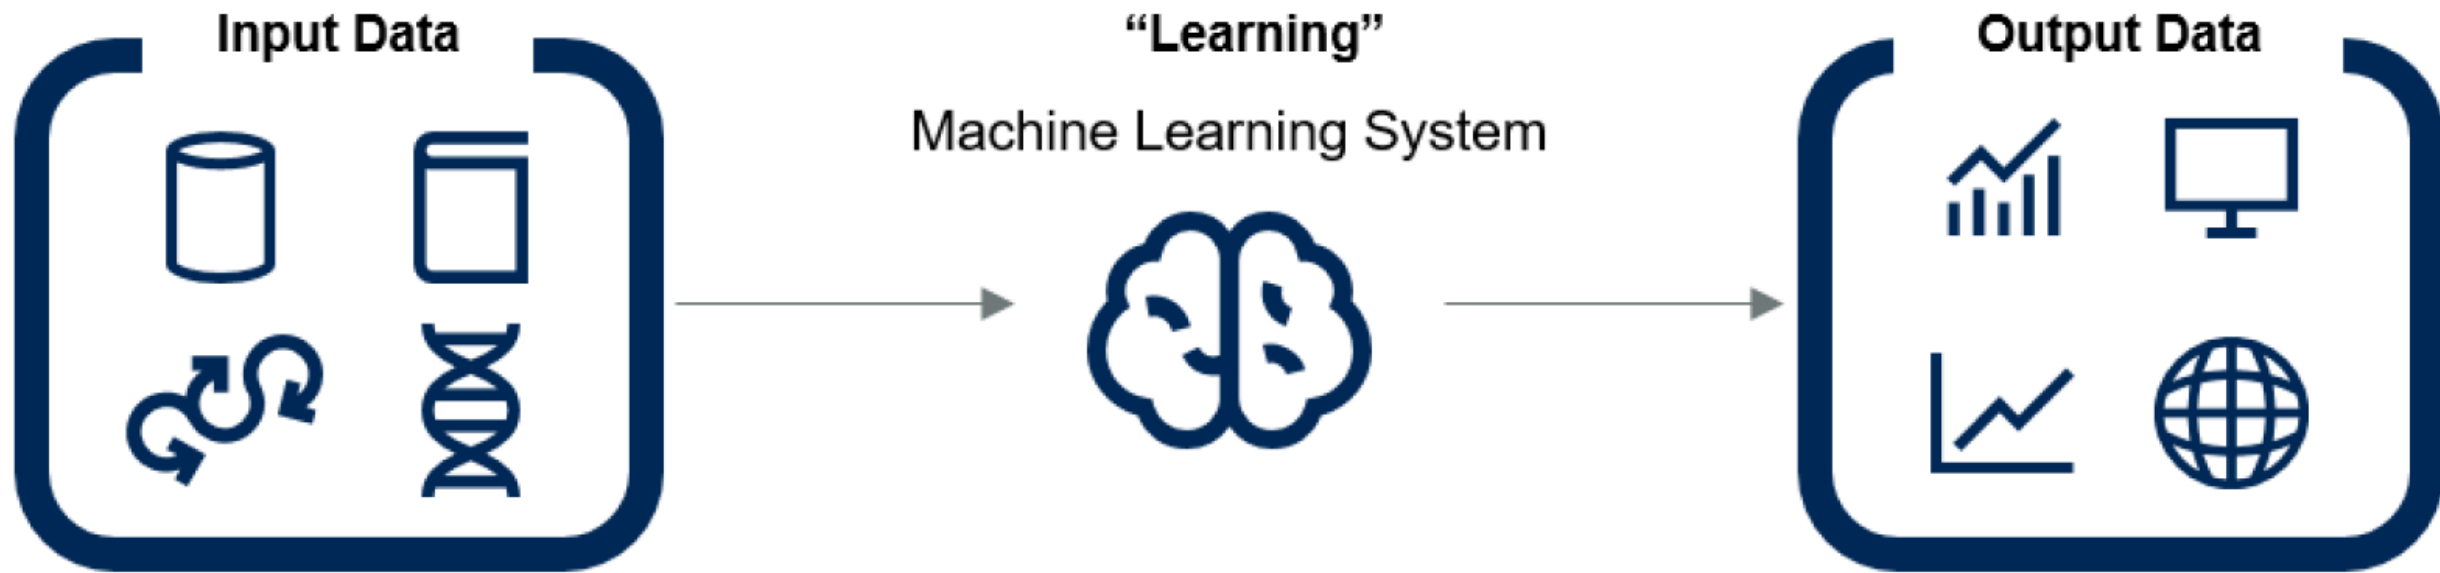 Input Data
“Learning”
Machine Learning System
Output Data